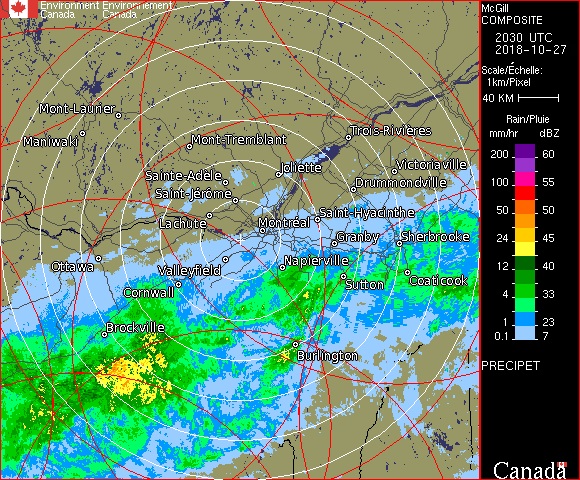 Environment Environnement
Canada Canada
McGill
COMPOSITE
2030 UTC
2018-10-27
Scale/Échelle:
1km/Pixel
40 KM
Rain/Pluie
mm/hr dBZ
200 60
150 57
100 55
50 50
24 45
12 40
4 33
1 23
0.1 7
PRECIPET
Canada
Mont-Laurier
Maniwaki
Mont-Tremblant
Trois-Rivières
Victoriaville
Joliette
Sainte-Adèle
Drummondville
Saint-Jérôme
Lachute
Saint-Hyacinthe
Montréal
Granby
Sherbrooke
Ottawa
Valleyfield
Napierville
Coaticook
Sutton
Cornwall
Brockville
Burlington